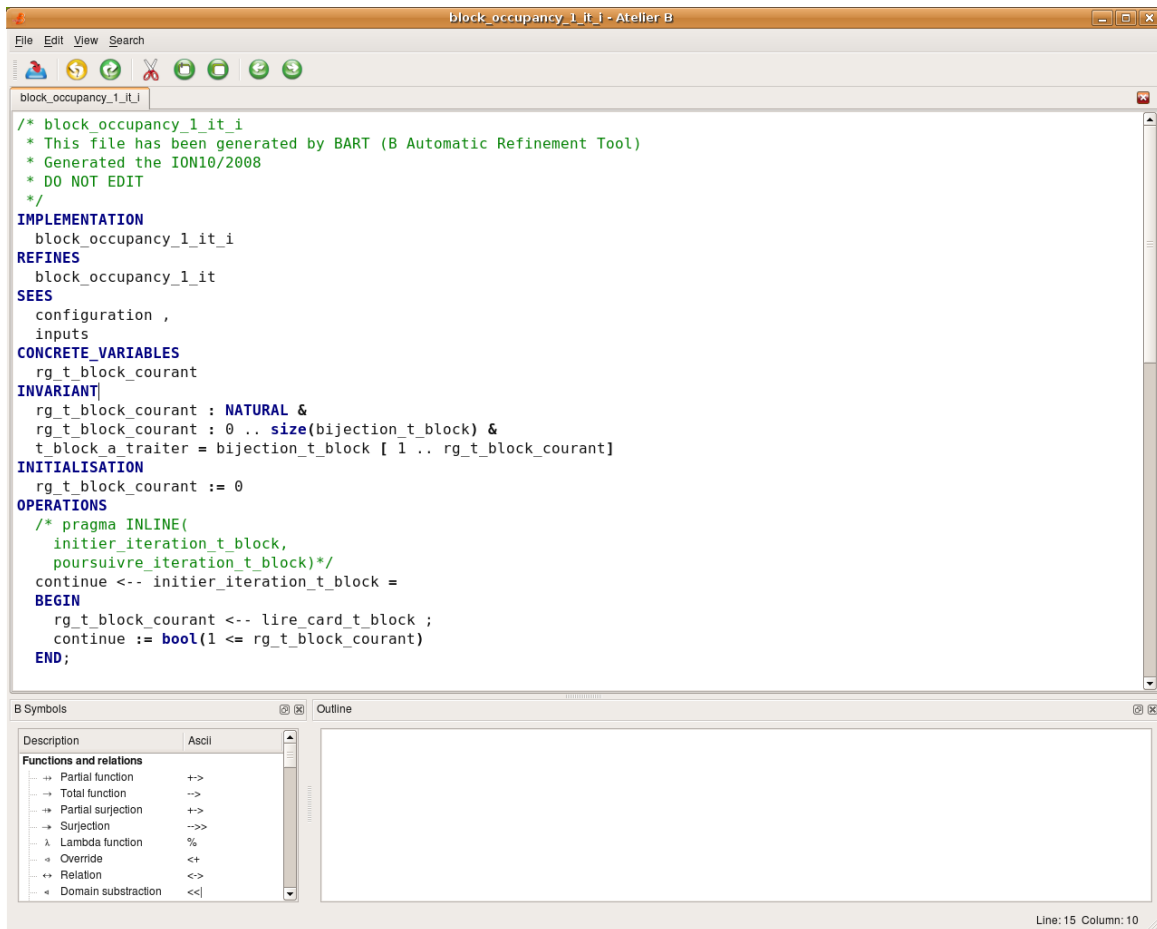 block_occupancy_1_it_i - Atelier B
File Edit View Search
block_occupancy_1_it_i
/* block_occupancy_1_it_i
* This file has been generated by BART (B Automatic Refinement Tool)
* Generated the ION10/2008
* DO NOT EDIT
*/
IMPLEMENTATION
block_occupancy_1_it_i
REFINES
block_occupancy_1_it
SEES
configuration ,
inputs
CONCRETE_VARIABLES
rg_t_block_courant
INVARIANT
rg_t_block_courant : NATURAL &
rg_t_block_courant : 0 .. size(bijection_t_block) &
t_block_a_traiter = bijection_t_block [ 1 .. rg_t_block_courant]
INITIALISATION
rg_t_block_courant := 0
OPERATIONS
/* pragma INLINE(
initier_iteration_t_block,
poursuivre_iteration_t_block)*/
continue <-- initier_iteration_t_block =
BEGIN
rg_t_block_courant <-- lire_card_t_block ;
continue := bool(1 <= rg_t_block_courant)
END;
B Symbols
Outline
Description Ascii
Functions and relations
⇸ Partial function +->
→ Total function -->
⤀ Partial surjection +->
↠ Surjection -->>
λ Lambda function %
Override <+
↔ Relation <->
⩤ Domain substraction <<|
Line: 15 Column: 10